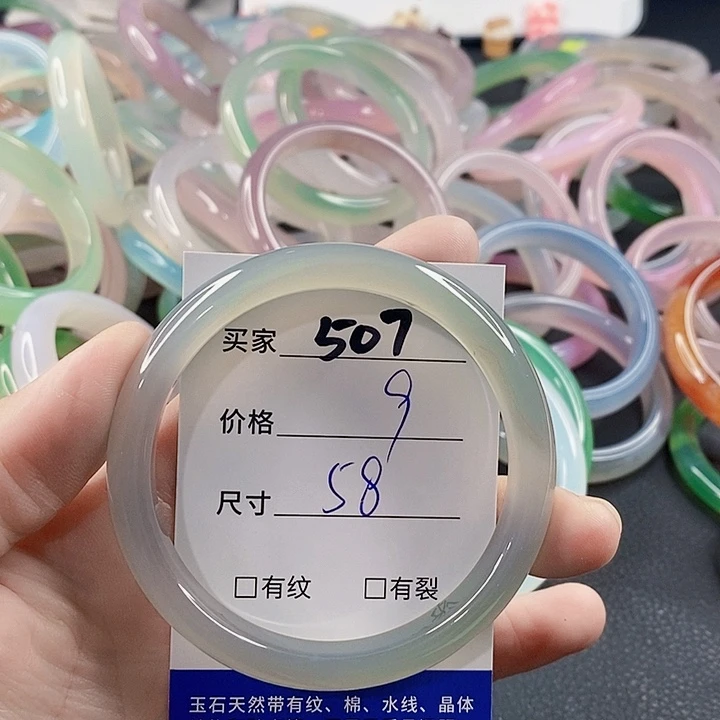 买家 507
价格 9
尺寸 58
□有纹 □有裂
玉石天然带有纹、棉、水线、晶体